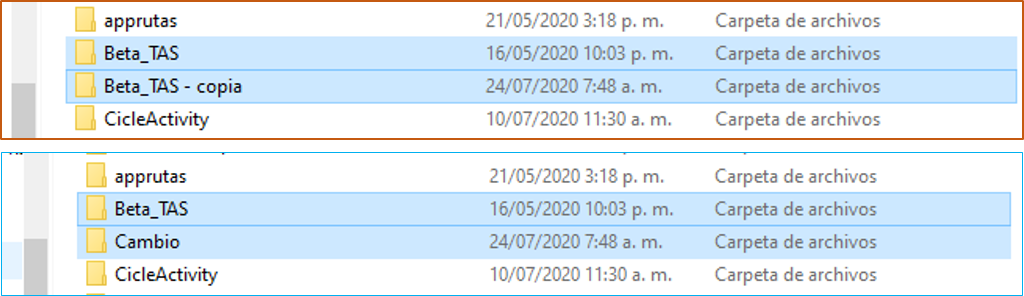 apprutas 21/05/2020 3:18 p. m. Carpeta de archivos
Beta_TAS 16/05/2020 10:03 p. m. Carpeta de archivos
Beta_TAS - copia 24/07/2020 7:48 a. m. Carpeta de archivos
CicleActivity 10/07/2020 11:30 a. m. Carpeta de archivos
apprutas 21/05/2020 3:18 p. m. Carpeta de archivos
Beta_TAS 16/05/2020 10:03 p. m. Carpeta de archivos
Cambio 24/07/2020 7:48 a. m. Carpeta de archivos
CicleActivity 10/07/2020 11:30 a. m. Carpeta de archivos